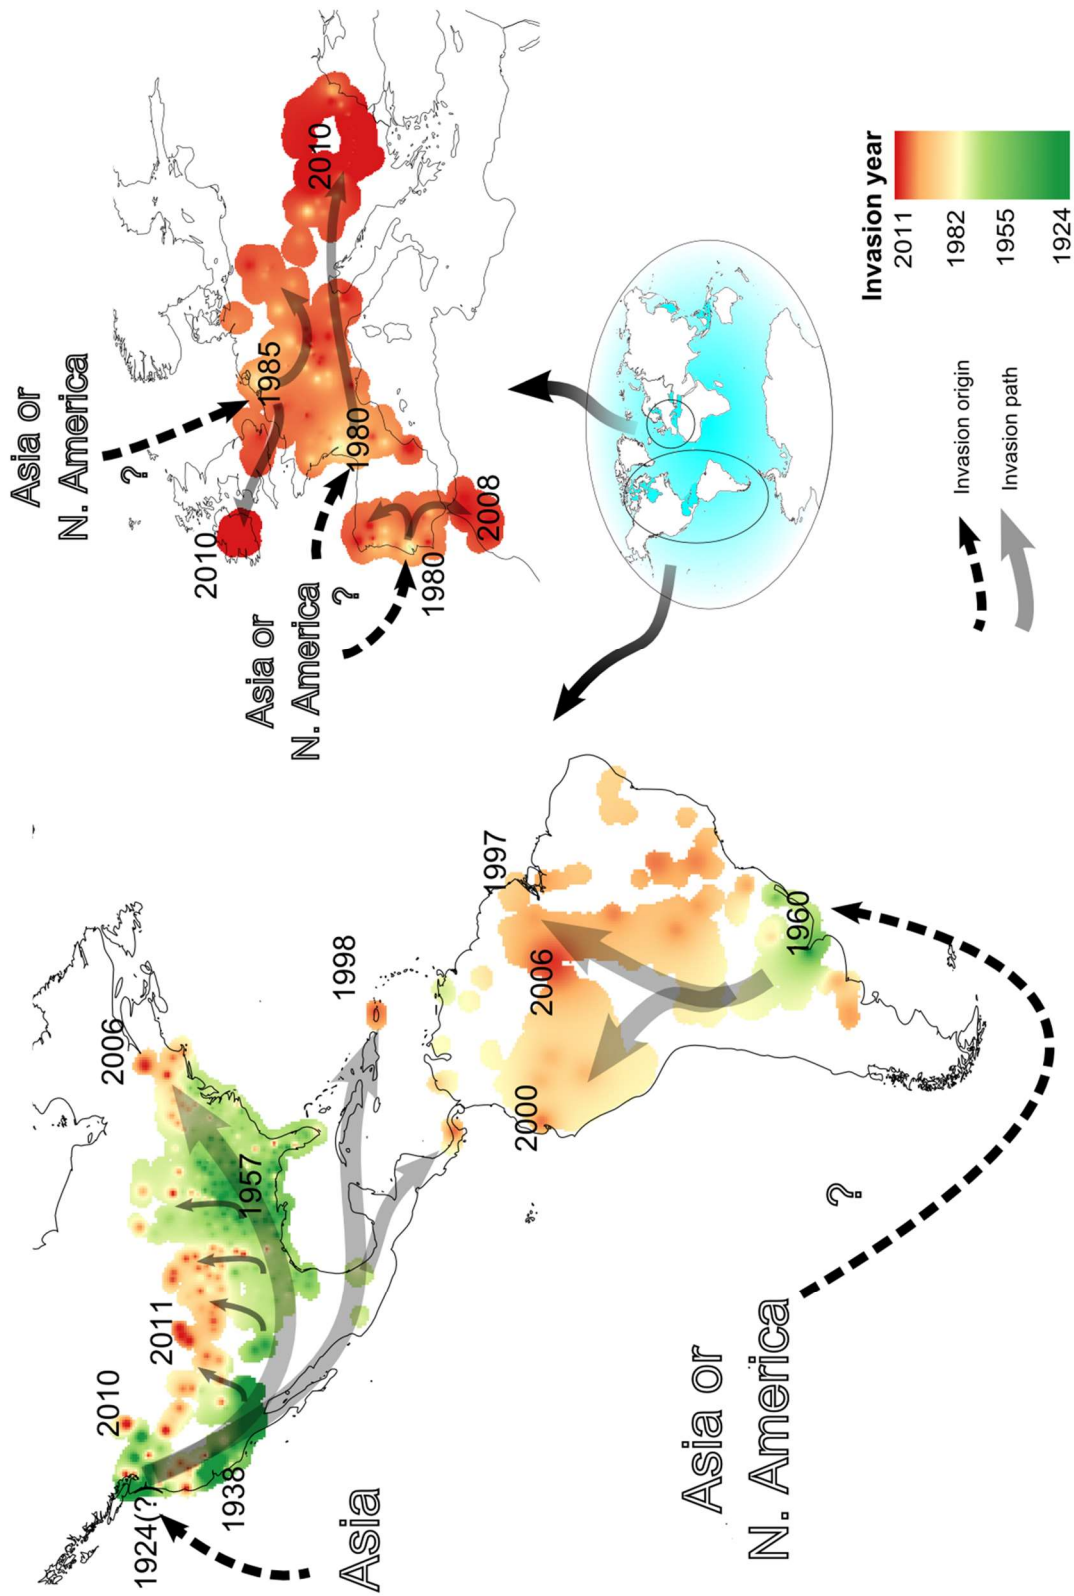 Asia or
N. America
?
2010
1985
2010
1980
2008
1980
Asia or
N. America
?
Invasion year
2011
1982
1955
1924
Invasion origin
Invasion path
2006
1957
2011
2010
1938
1924(?)
Asia
1998
1997
2006
2000
1960
Asia or
N. America
?